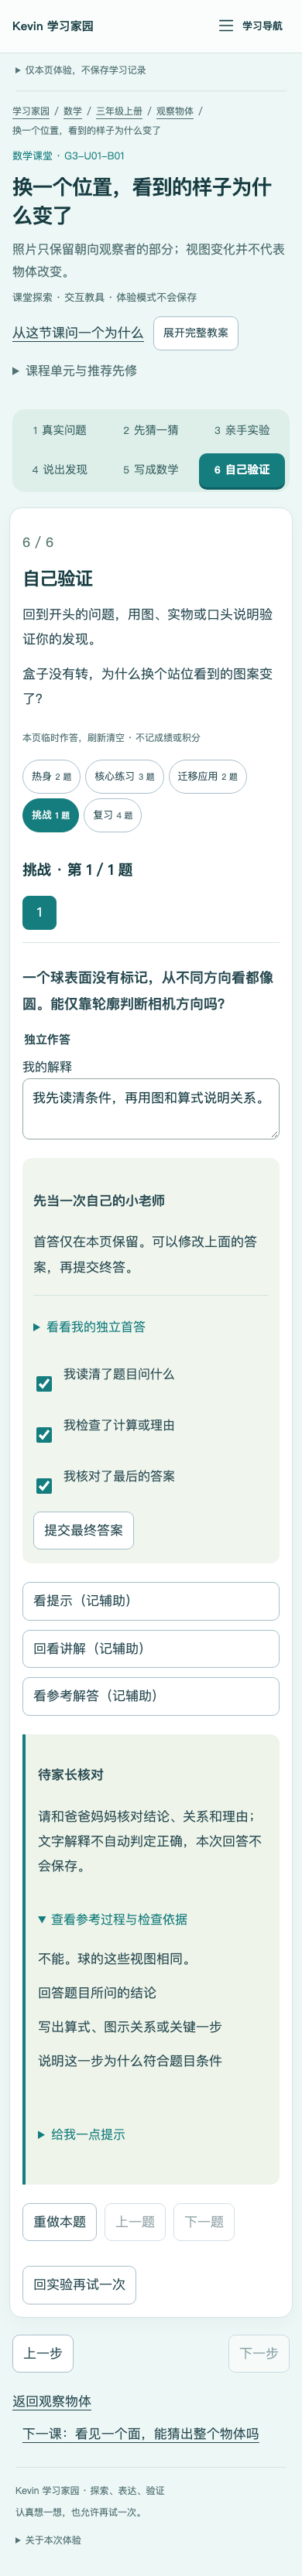 Kevin 学习家园
学习导航
仅本页体验，不保存学习记录
学习家园 / 数学 / 三年级上册 / 观察物体 /
换一个位置，看到的样子为什么变了
数学课堂 · G3-U01-B01
换一个位置，看到的样子为什
么变了
照片只保留朝向观察者的部分；视图变化并不代表
物体改变。
课堂探索 · 交互教具 · 体验模式不会保存
从这节课问一个为什么
展开完整教案
课程单元与推荐先修
1 真实问题
2 先猜一猜
3 亲手实验
4 说出发现
5 写成数学
6 自己验证
6 / 6
自己验证
回到开头的问题，用图、实物或口头说明验
证你的发现。
盒子没有转，为什么换个站位看到的图案变
了?
本页临时作答，刷新清空 · 不记成绩或积分
热身 2 题
核心练习 3 题
迁移应用 2 题
挑战 1 题
复习 4 题
挑战 · 第 1 / 1 题
1
一个球表面没有标记，从不同方向看都像
圆。能仅靠轮廓判断相机方向吗?
独立作答
我的解释
我先读清条件，再用图和算式说明关系。
先当一次自己的小老师
首答仅在本页保留。可以修改上面的答
案，再提交终答。
看看我的独立首答
我读清了题目问什么
我检查了计算或理由
我核对了最后的答案
提交最终答案
看提示（记辅助）
回看讲解（记辅助）
看参考解答（记辅助）
待家长核对
请和爸爸妈妈核对结论、关系和理由；
文字解释不自动判定正确，本次回答不
会保存。
查看参考过程与检查依据
不能。球的这些视图相同。
回答题目所问的结论
写出算式、图示关系或关键一步
说明这一步为什么符合题目条件
给我一点提示
重做本题
上一题
下一题
回实验再试一次
上一步
下一步
返回观察物体
下一课：看见一个面，能猜出整个物体吗
Kevin 学习家园 · 探索、表达、验证
认真想一想，也允许再试一次。
关于本次体验